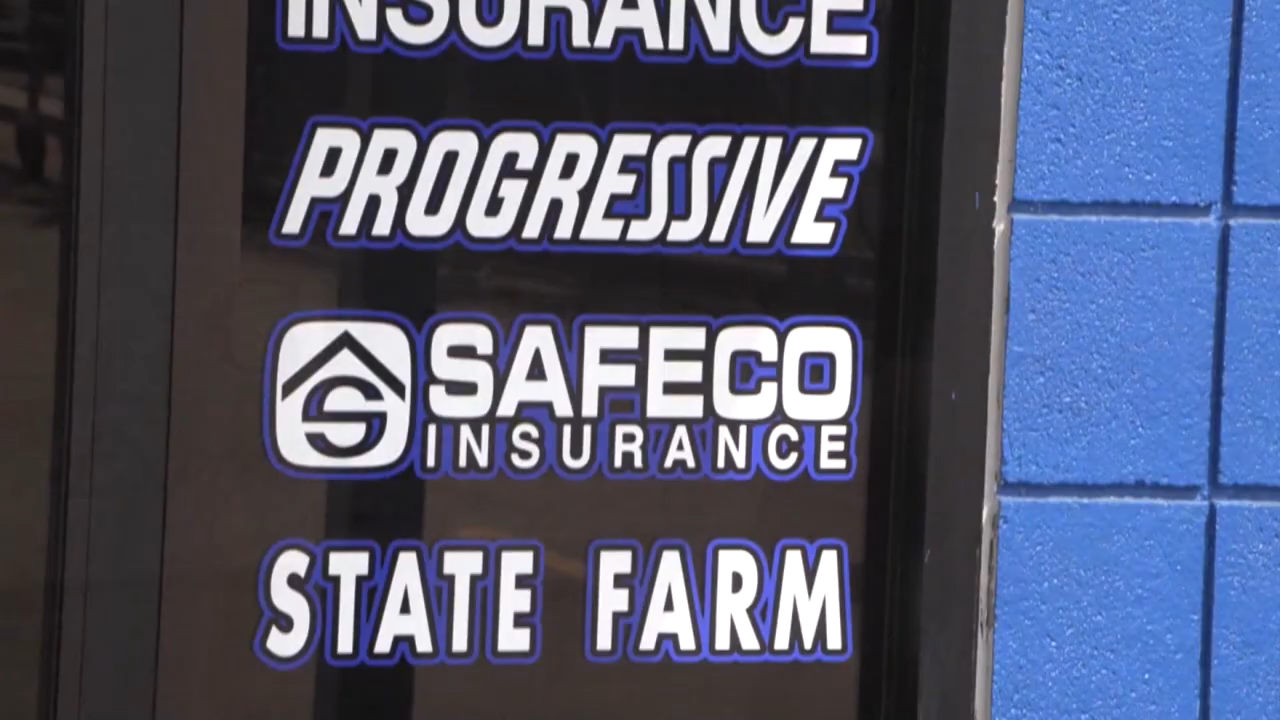 INSURANCE
PROGRESSIVE
S SAFECO
INSURANCE
STATE FARM